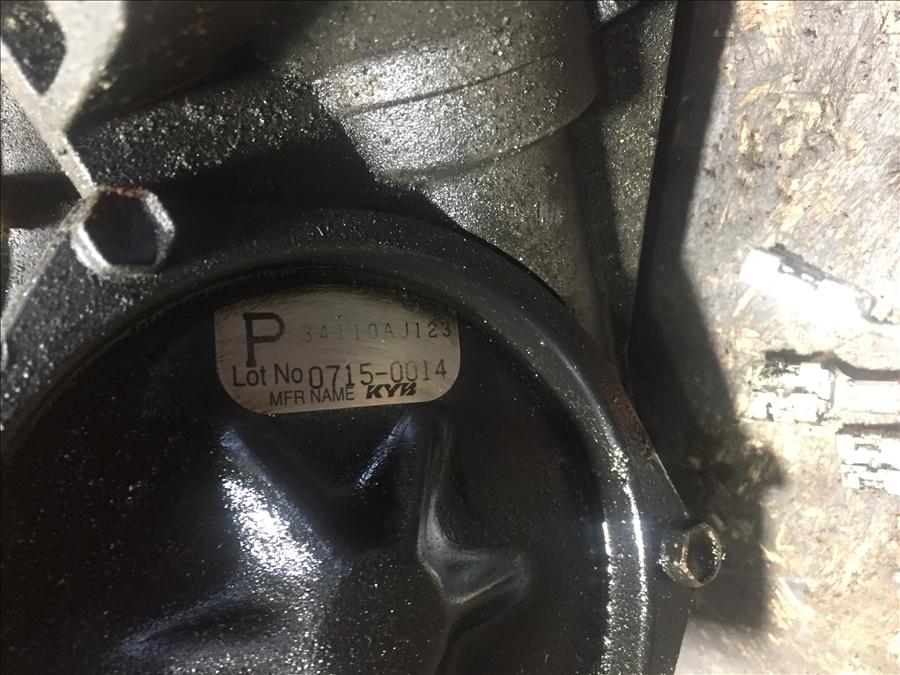 P 34110AJ123
Lot No 0715-0014
MFR NAME KYB